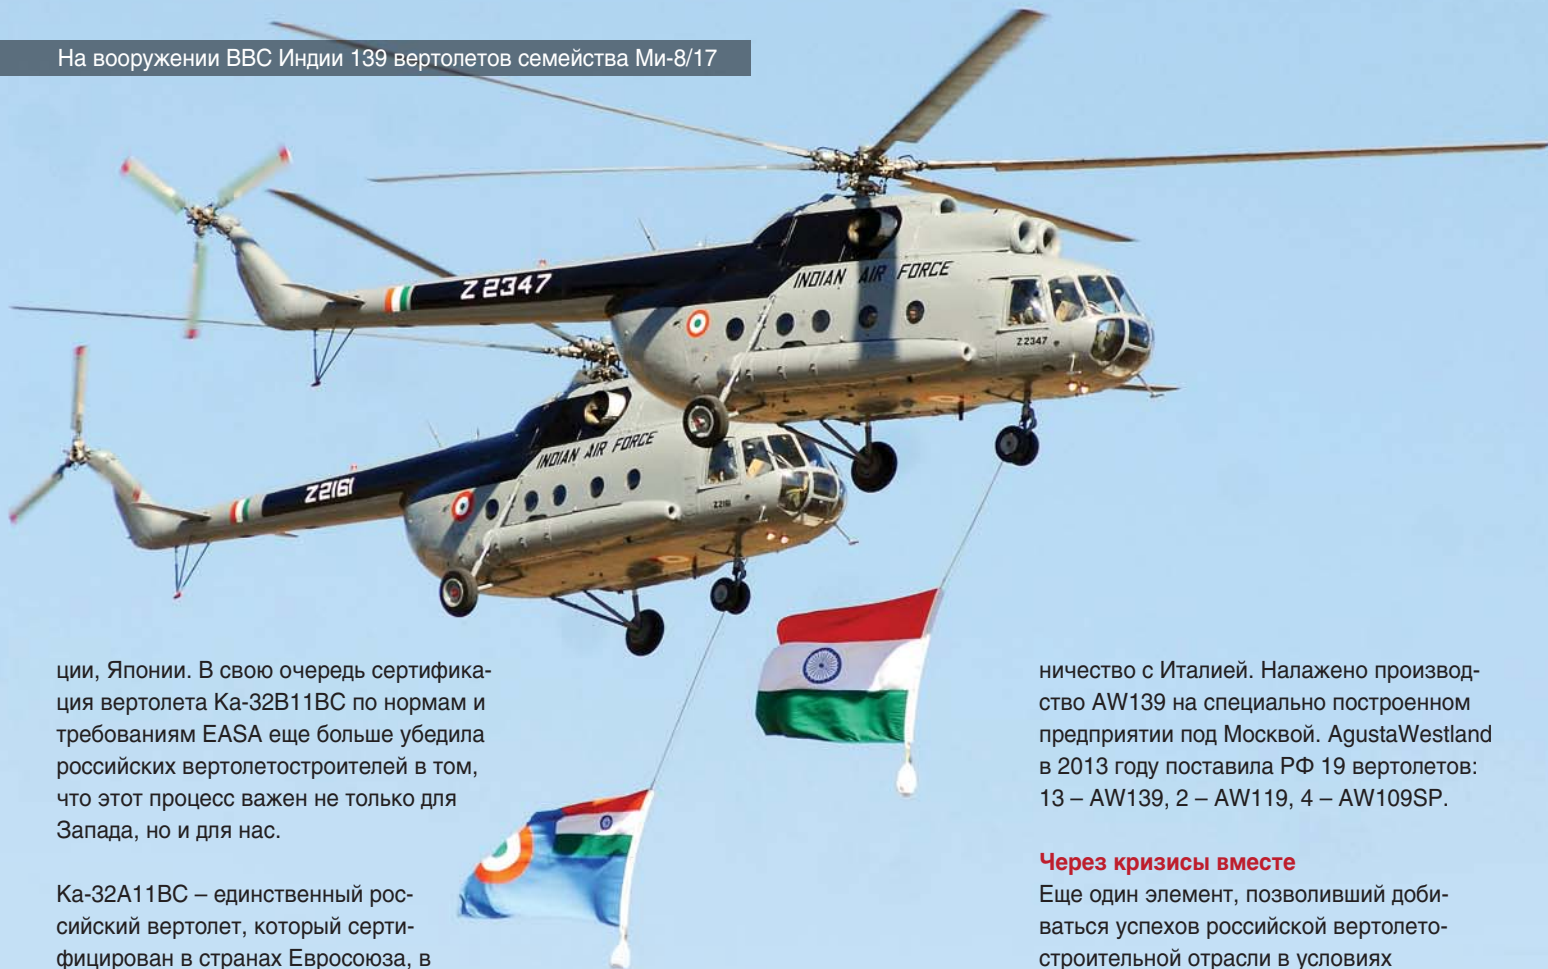 На вооружении ВВС Индии 139 вертолетов семейства Ми-8/17
Z 2347
INDIAN AIR FORCE
Z 2347
Z2161
INDIAN AIR FORCE
Z2161
ции, Японии. В свою очередь сертифика-
ция вертолета Ка-32В11ВС по нормам и
требованиям EASA еще больше убедила
российских вертолетостроителей в том,
что этот процесс важен не только для
Запада, но и для нас.
Ка-32А11ВС – единственный рос-
сийский вертолет, который серти-
фицирован в странах Евросоюза, в
ничество с Италией. Налажено производ-
ство AW139 на специально построенном
предприятии под Москвой. AgustaWestland
в 2013 году поставила РФ 19 вертолетов:
13 – AW139, 2 – AW119, 4 – AW109SP.
Через кризисы вместе
Еще один элемент, позволивший доби-
ваться успехов российской вертолето-
строительной отрасли в условиях